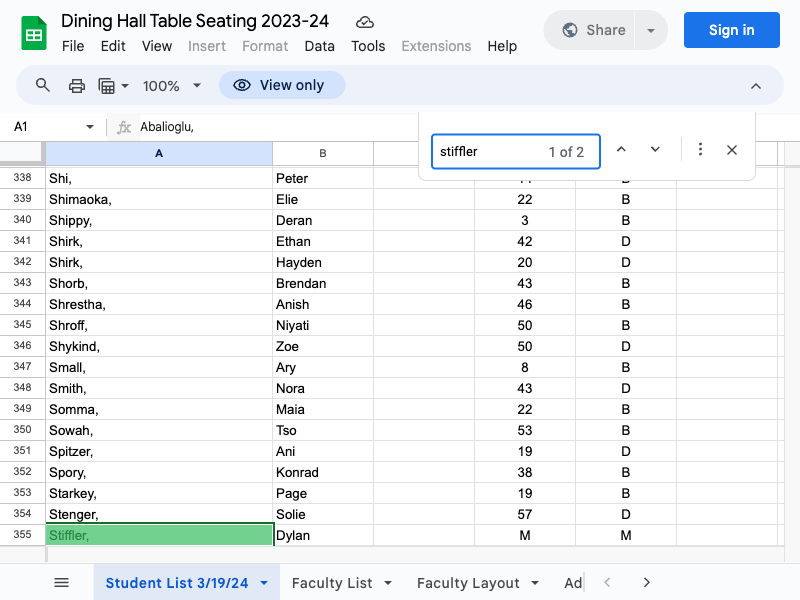 Dining Hall Table Seating 2023-24
File Edit View Insert Format Data Tools Extensions Help
Share
Sign in
100% View only
A1 fx Abalioglu,
stiffler 1 of 2
A B
338 Shi, Peter
339 Shimaoka, Elie 22 B
340 Shippy, Deran 3 B
341 Shirk, Ethan 42 D
342 Shirk, Hayden 20 D
343 Shorb, Brendan 43 B
344 Shrestha, Anish 46 B
345 Shroff, Niyati 50 B
346 Shykind, Zoe 50 D
347 Small, Ary 8 B
348 Smith, Nora 43 D
349 Somma, Maia 22 B
350 Sowah, Tso 53 B
351 Spitzer, Ani 19 D
352 Spory, Konrad 38 B
353 Starkey, Page 19 B
354 Stenger, Solie 57 D
355 Stiffler, Dylan M M
Student List 3/19/24 Faculty List Faculty Layout Ad